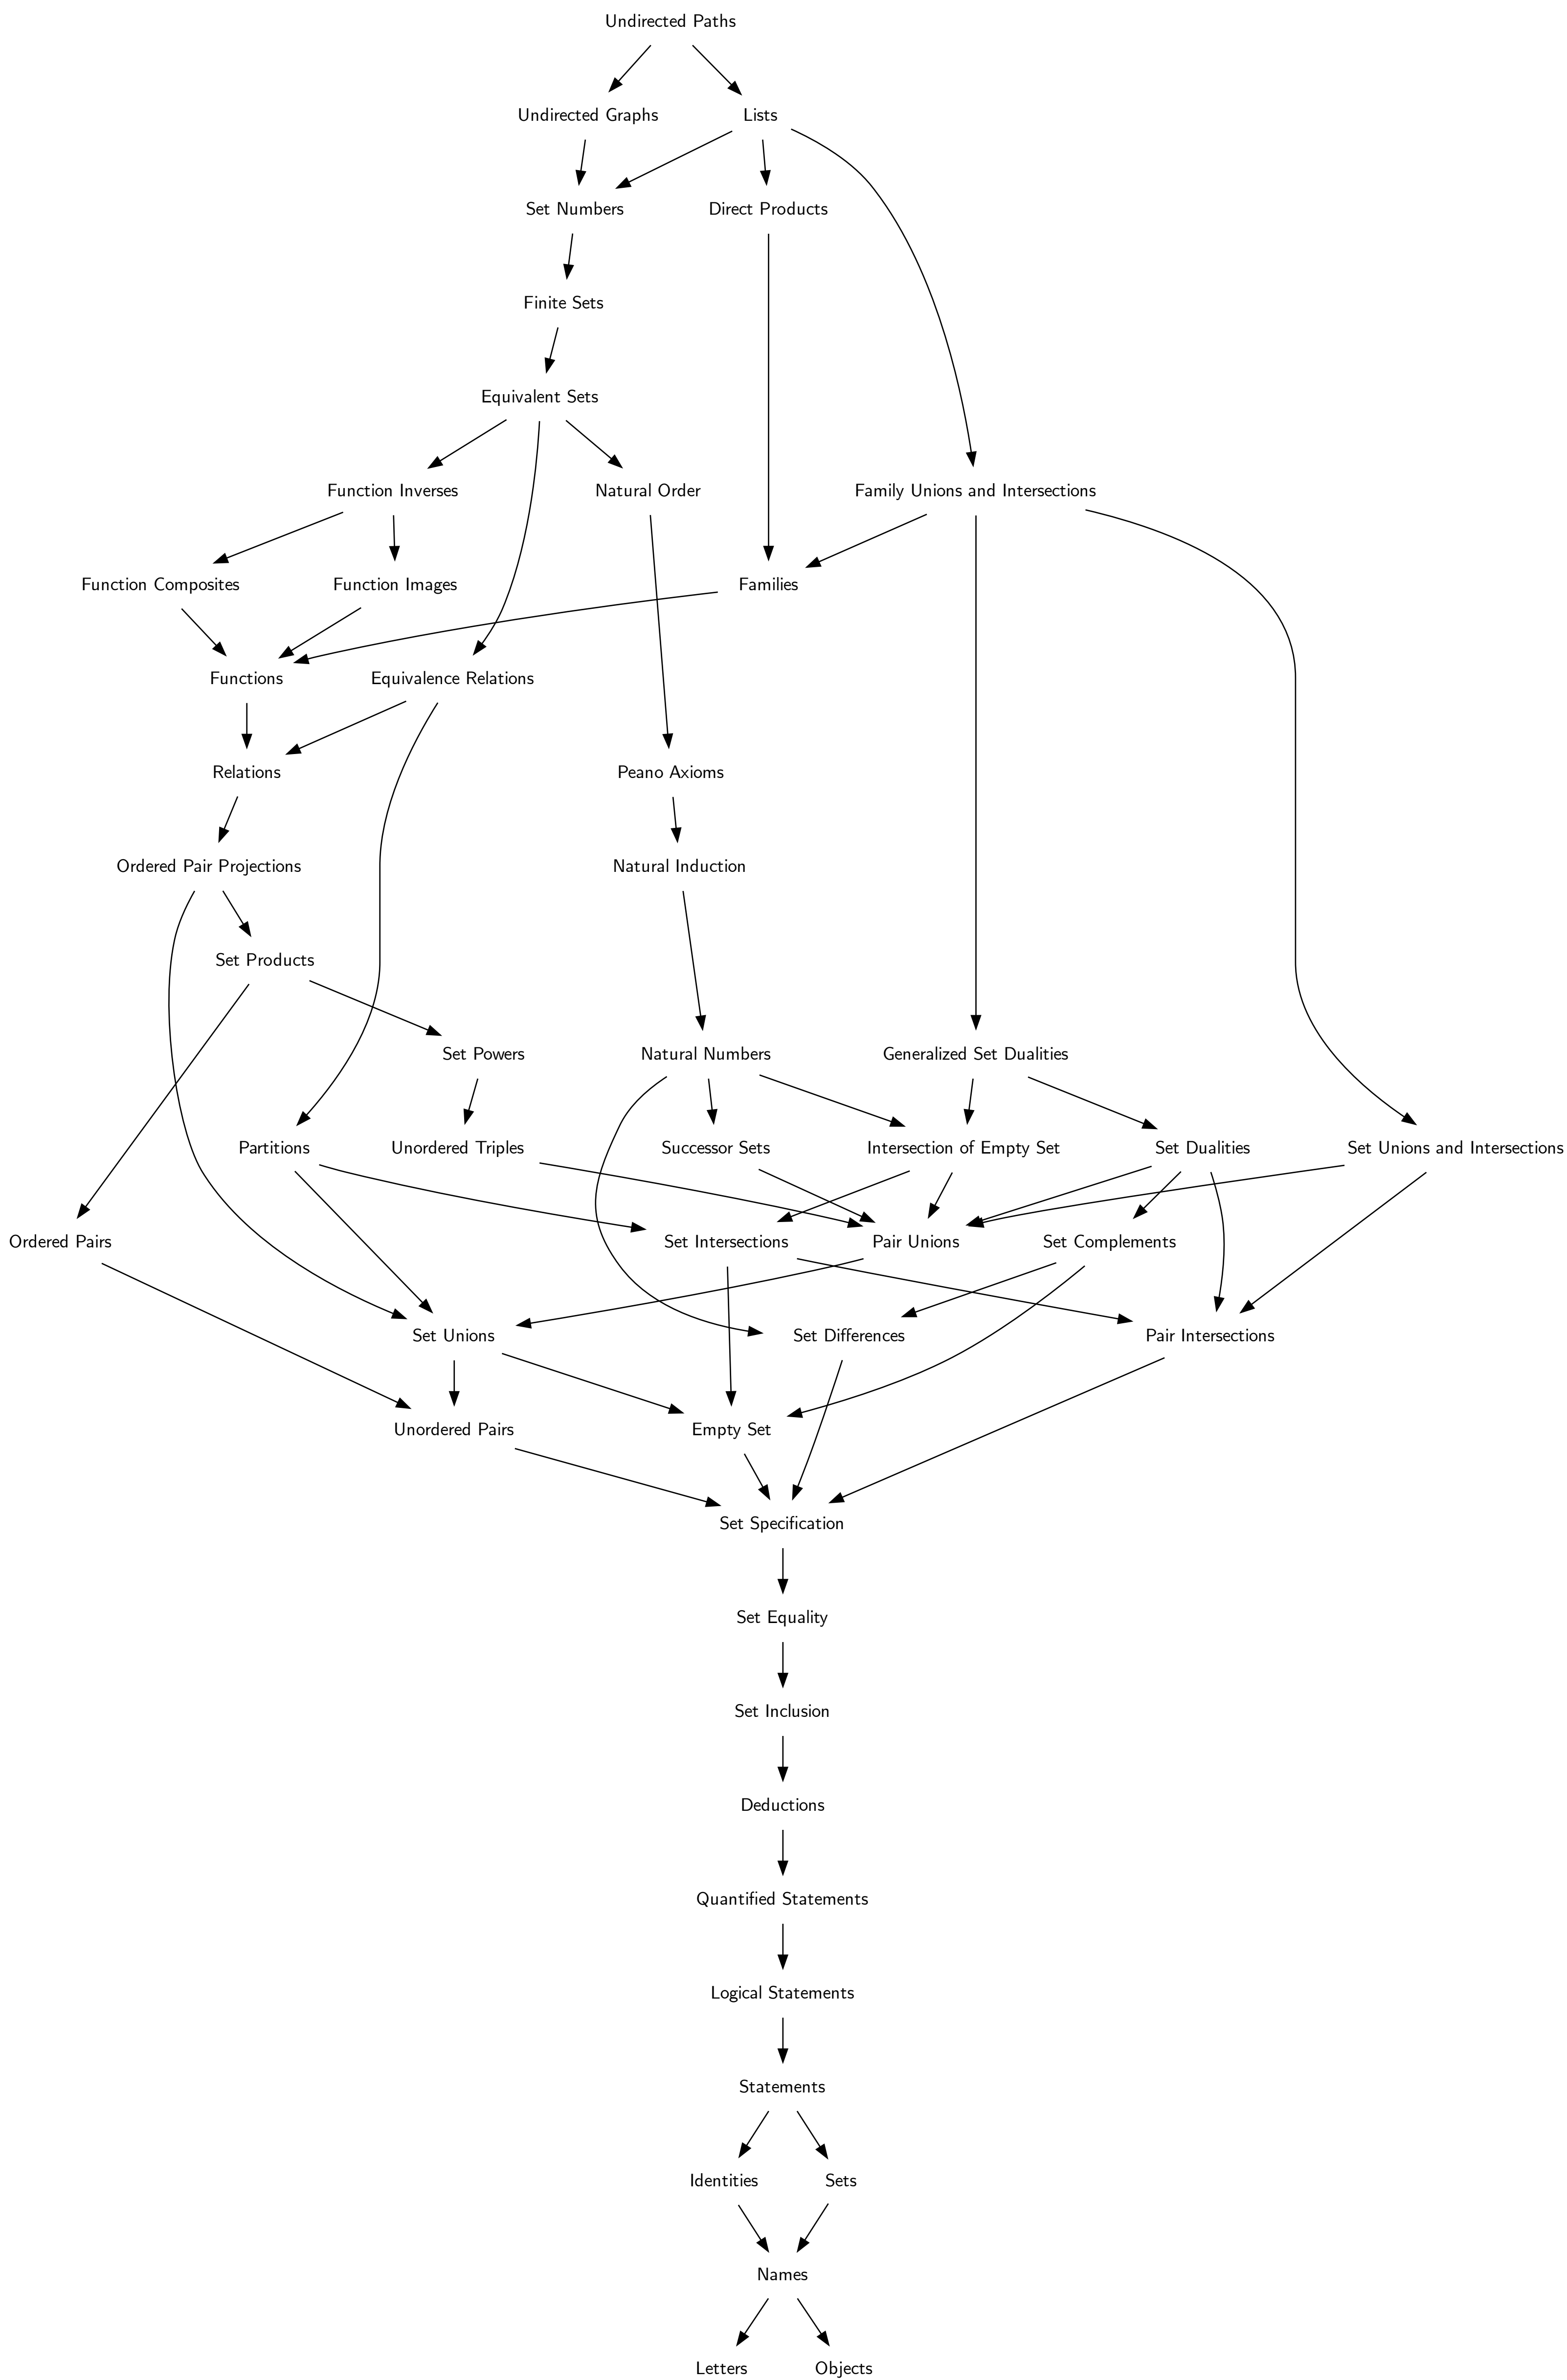 Undirected Paths
Undirected Graphs
Lists
Set Numbers
Direct Products
Finite Sets
Equivalent Sets
Function Inverses
Natural Order
Family Unions and Intersections
Function Composites
Function Images
Families
Functions
Equivalence Relations
Relations
Peano Axioms
Ordered Pair Projections
Natural Induction
Set Products
Set Powers
Natural Numbers
Generalized Set Dualities
Partitions
Unordered Triples
Successor Sets
Intersection of Empty Set
Set Dualities
Set Unions and Intersections
Ordered Pairs
Set Intersections
Pair Unions
Set Complements
Set Unions
Set Differences
Pair Intersections
Unordered Pairs
Empty Set
Set Specification
Set Equality
Set Inclusion
Deductions
Quantified Statements
Logical Statements
Statements
Identities
Sets
Names
Letters
Objects